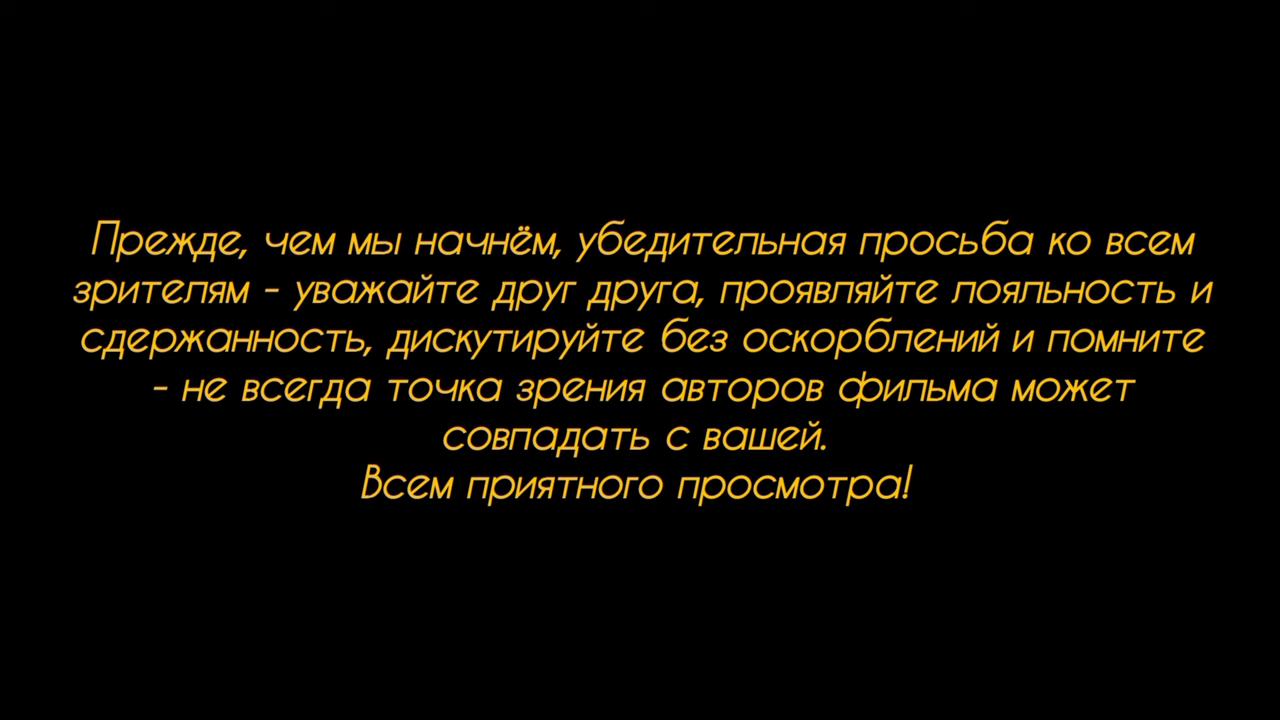 Прежде, чем мы начнём, убедительная просьба ко всем
зрителям - уважайте друг друга, проявляйте лояльность и
сдержанность, дискутируйте без оскорблений и помните
- не всегда точка зрения авторов фильма может
совпадать с вашей.
Всем приятного просмотра!